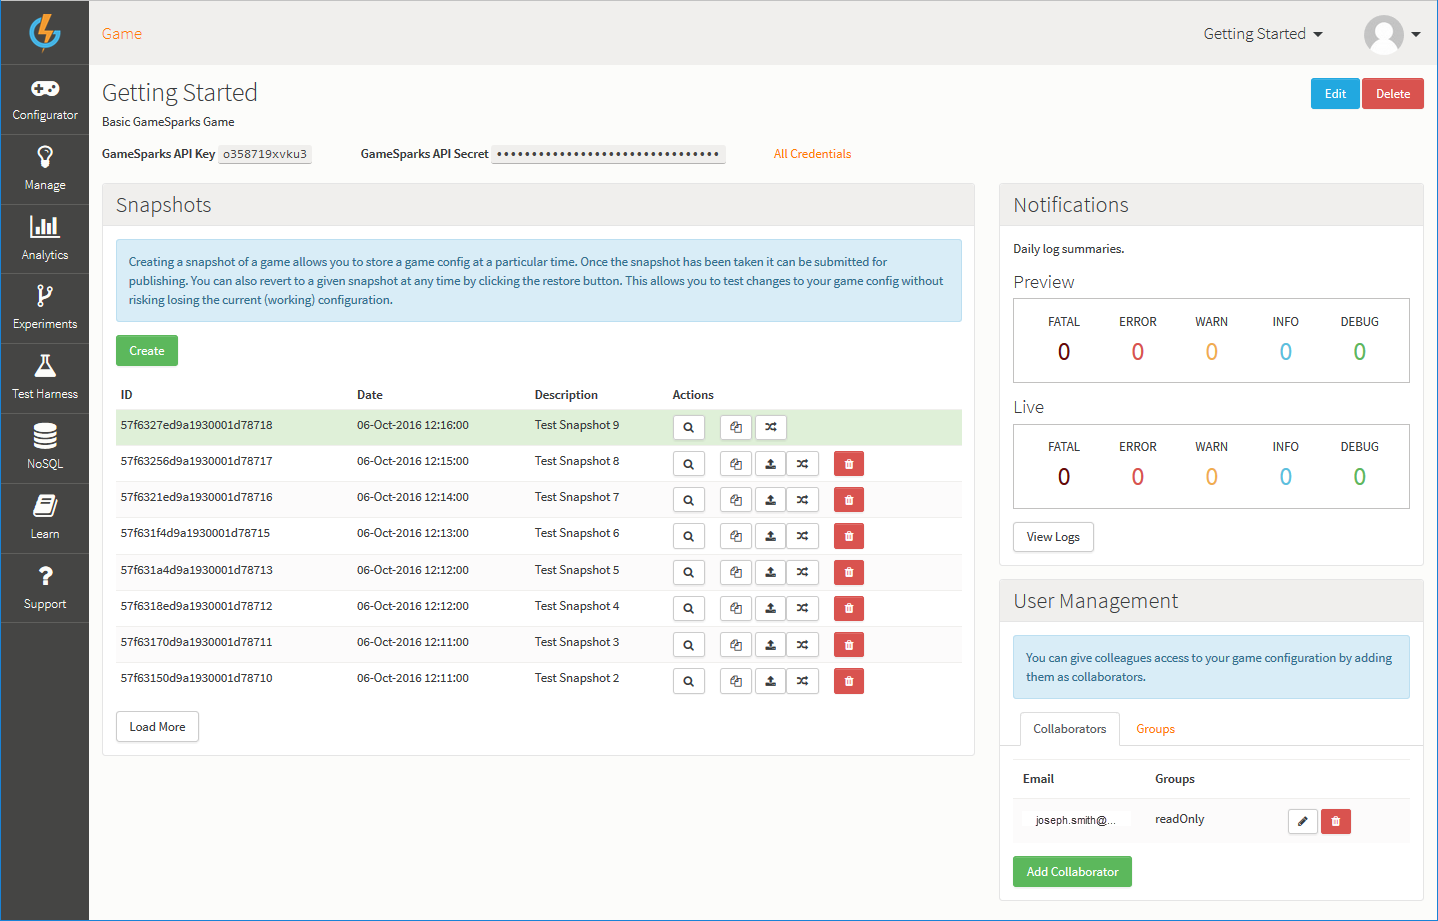 Game
Getting Started
Configurator
Manage
Analytics
Experiments
Test Harness
NoSQL
Learn
Support
Getting Started
Edit
Delete
Basic GameSparks Game
GameSparks API Key o358719xvku3
GameSparks API Secret ••••••••••••••••••••••••••••••••
All Credentials
Snapshots
Creating a snapshot of a game allows you to store a game config at a particular time. Once the snapshot has been taken it can be submitted for
publishing. You can also revert to a given snapshot at any time by clicking the restore button. This allows you to test changes to your game config without
risking losing the current (working) configuration.
Create
ID Date Description Actions
57f6327ed9a1930001d78718 06-Oct-2016 12:16:00 Test Snapshot 9
57f63256d9a1930001d78717 06-Oct-2016 12:15:00 Test Snapshot 8
57f6321ed9a1930001d78716 06-Oct-2016 12:14:00 Test Snapshot 7
57f631f4d9a1930001d78715 06-Oct-2016 12:13:00 Test Snapshot 6
57f631a4d9a1930001d78713 06-Oct-2016 12:12:00 Test Snapshot 5
57f6318ed9a1930001d78712 06-Oct-2016 12:12:00 Test Snapshot 4
57f63170d9a1930001d78711 06-Oct-2016 12:11:00 Test Snapshot 3
57f63150d9a1930001d78710 06-Oct-2016 12:11:00 Test Snapshot 2
Load More
Notifications
Daily log summaries.
Preview
FATAL ERROR WARN INFO DEBUG
0 0 0 0 0
Live
FATAL ERROR WARN INFO DEBUG
0 0 0 0 0
View Logs
User Management
You can give colleagues access to your game configuration by adding
them as collaborators.
Collaborators Groups
Email Groups
joseph.smith@... readOnly
Add Collaborator